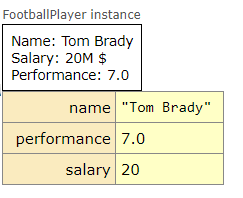 FootballPlayer instance
Name: Tom Brady
Salary: 20M $
Performance: 7.0
name "Tom Brady"
performance 7.0
salary 20